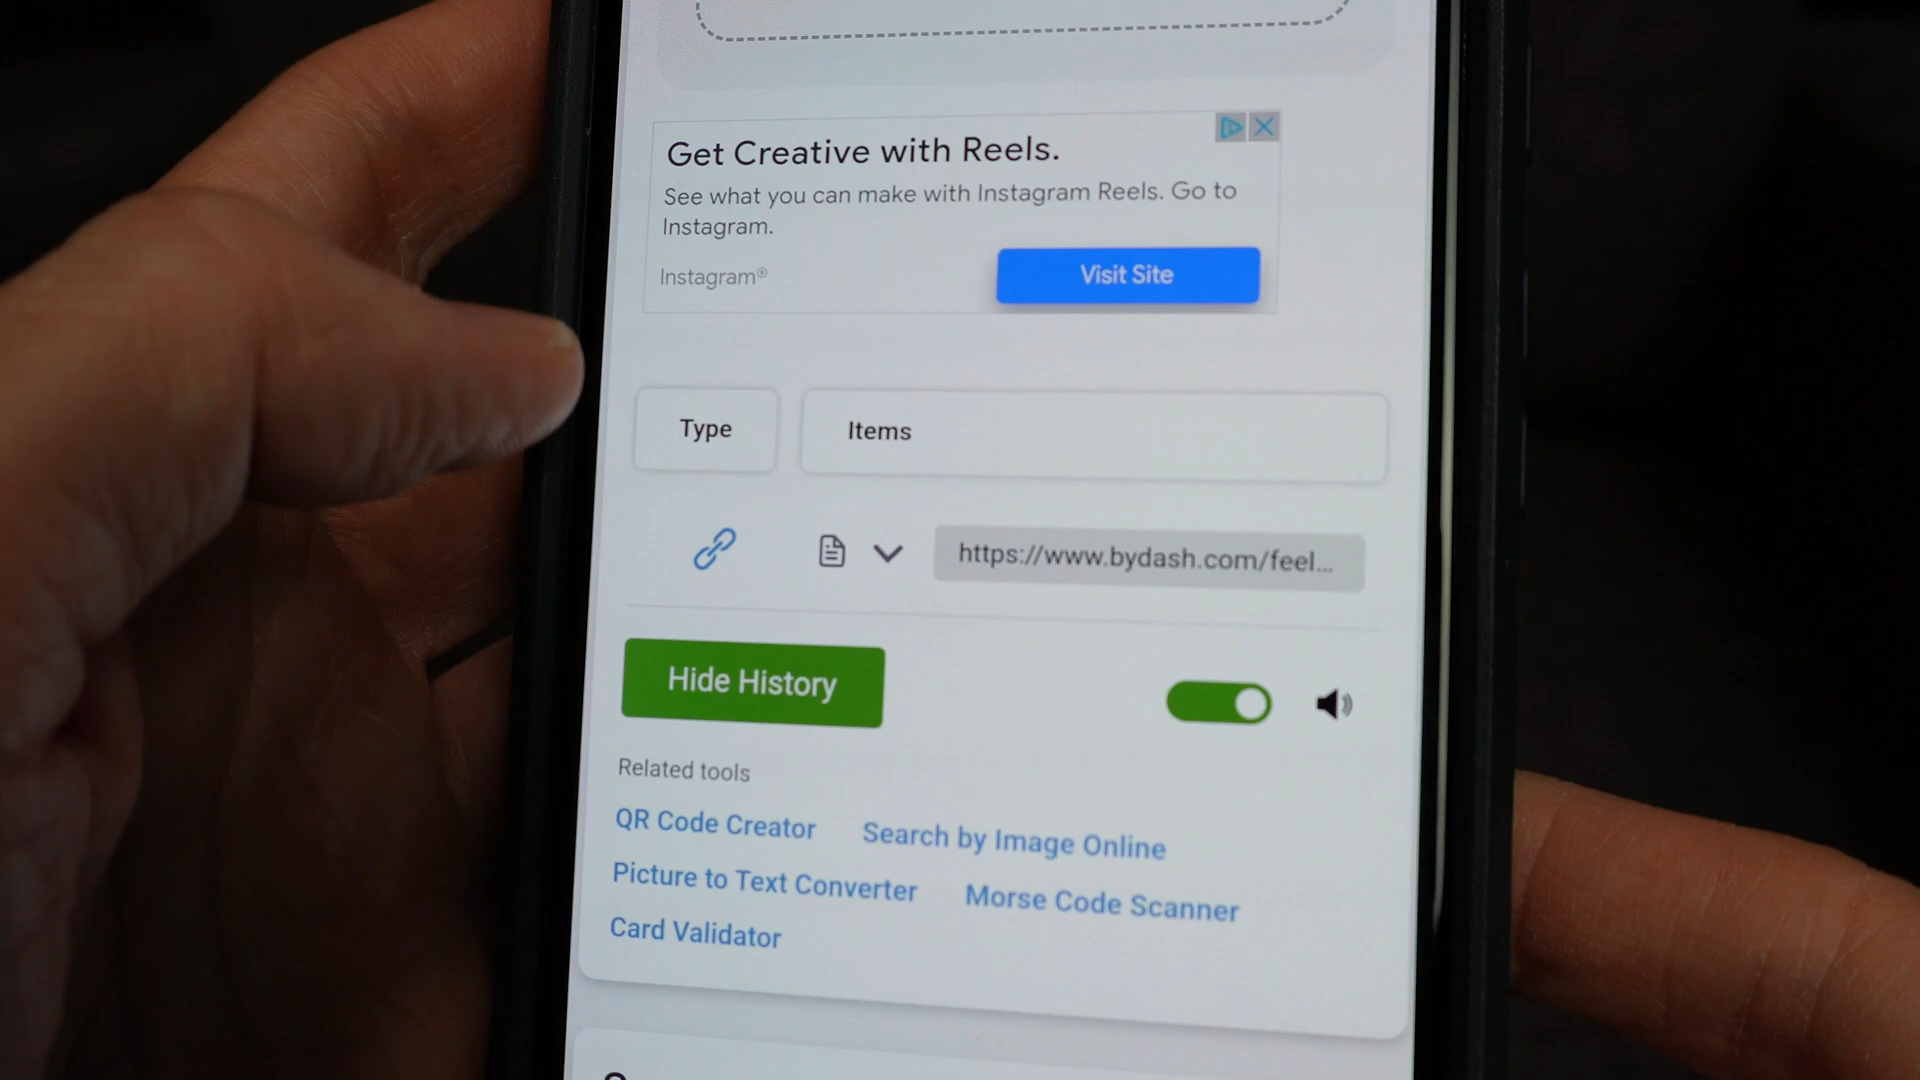 Get Creative with Reels.
See what you can make with Instagram Reels. Go to
Instagram.
Instagram®
Visit Site
Type
Items
https://www.bydash.com/feel...
Hide History
Related tools
QR Code Creator
Search by Image Online
Picture to Text Converter
Morse Code Scanner
Card Validator